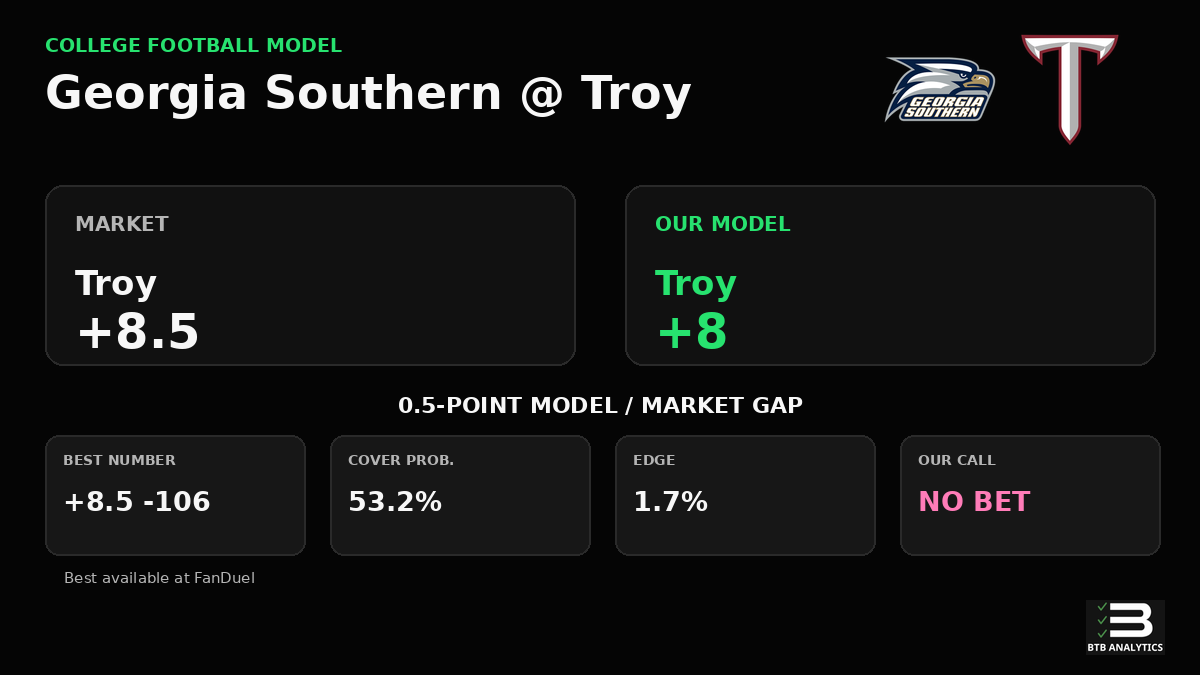 COLLEGE FOOTBALL MODEL
Georgia Southern @ Troy
GEORGIA
SOUTHERN
T
MARKET
Troy
+8.5
OUR MODEL
Troy
+8
0.5-POINT MODEL / MARKET GAP
BEST NUMBER
+8.5 -106
COVER PROB.
53.2%
EDGE
1.7%
OUR CALL
NO BET
Best available at FanDuel
B
BTB ANALYTICS